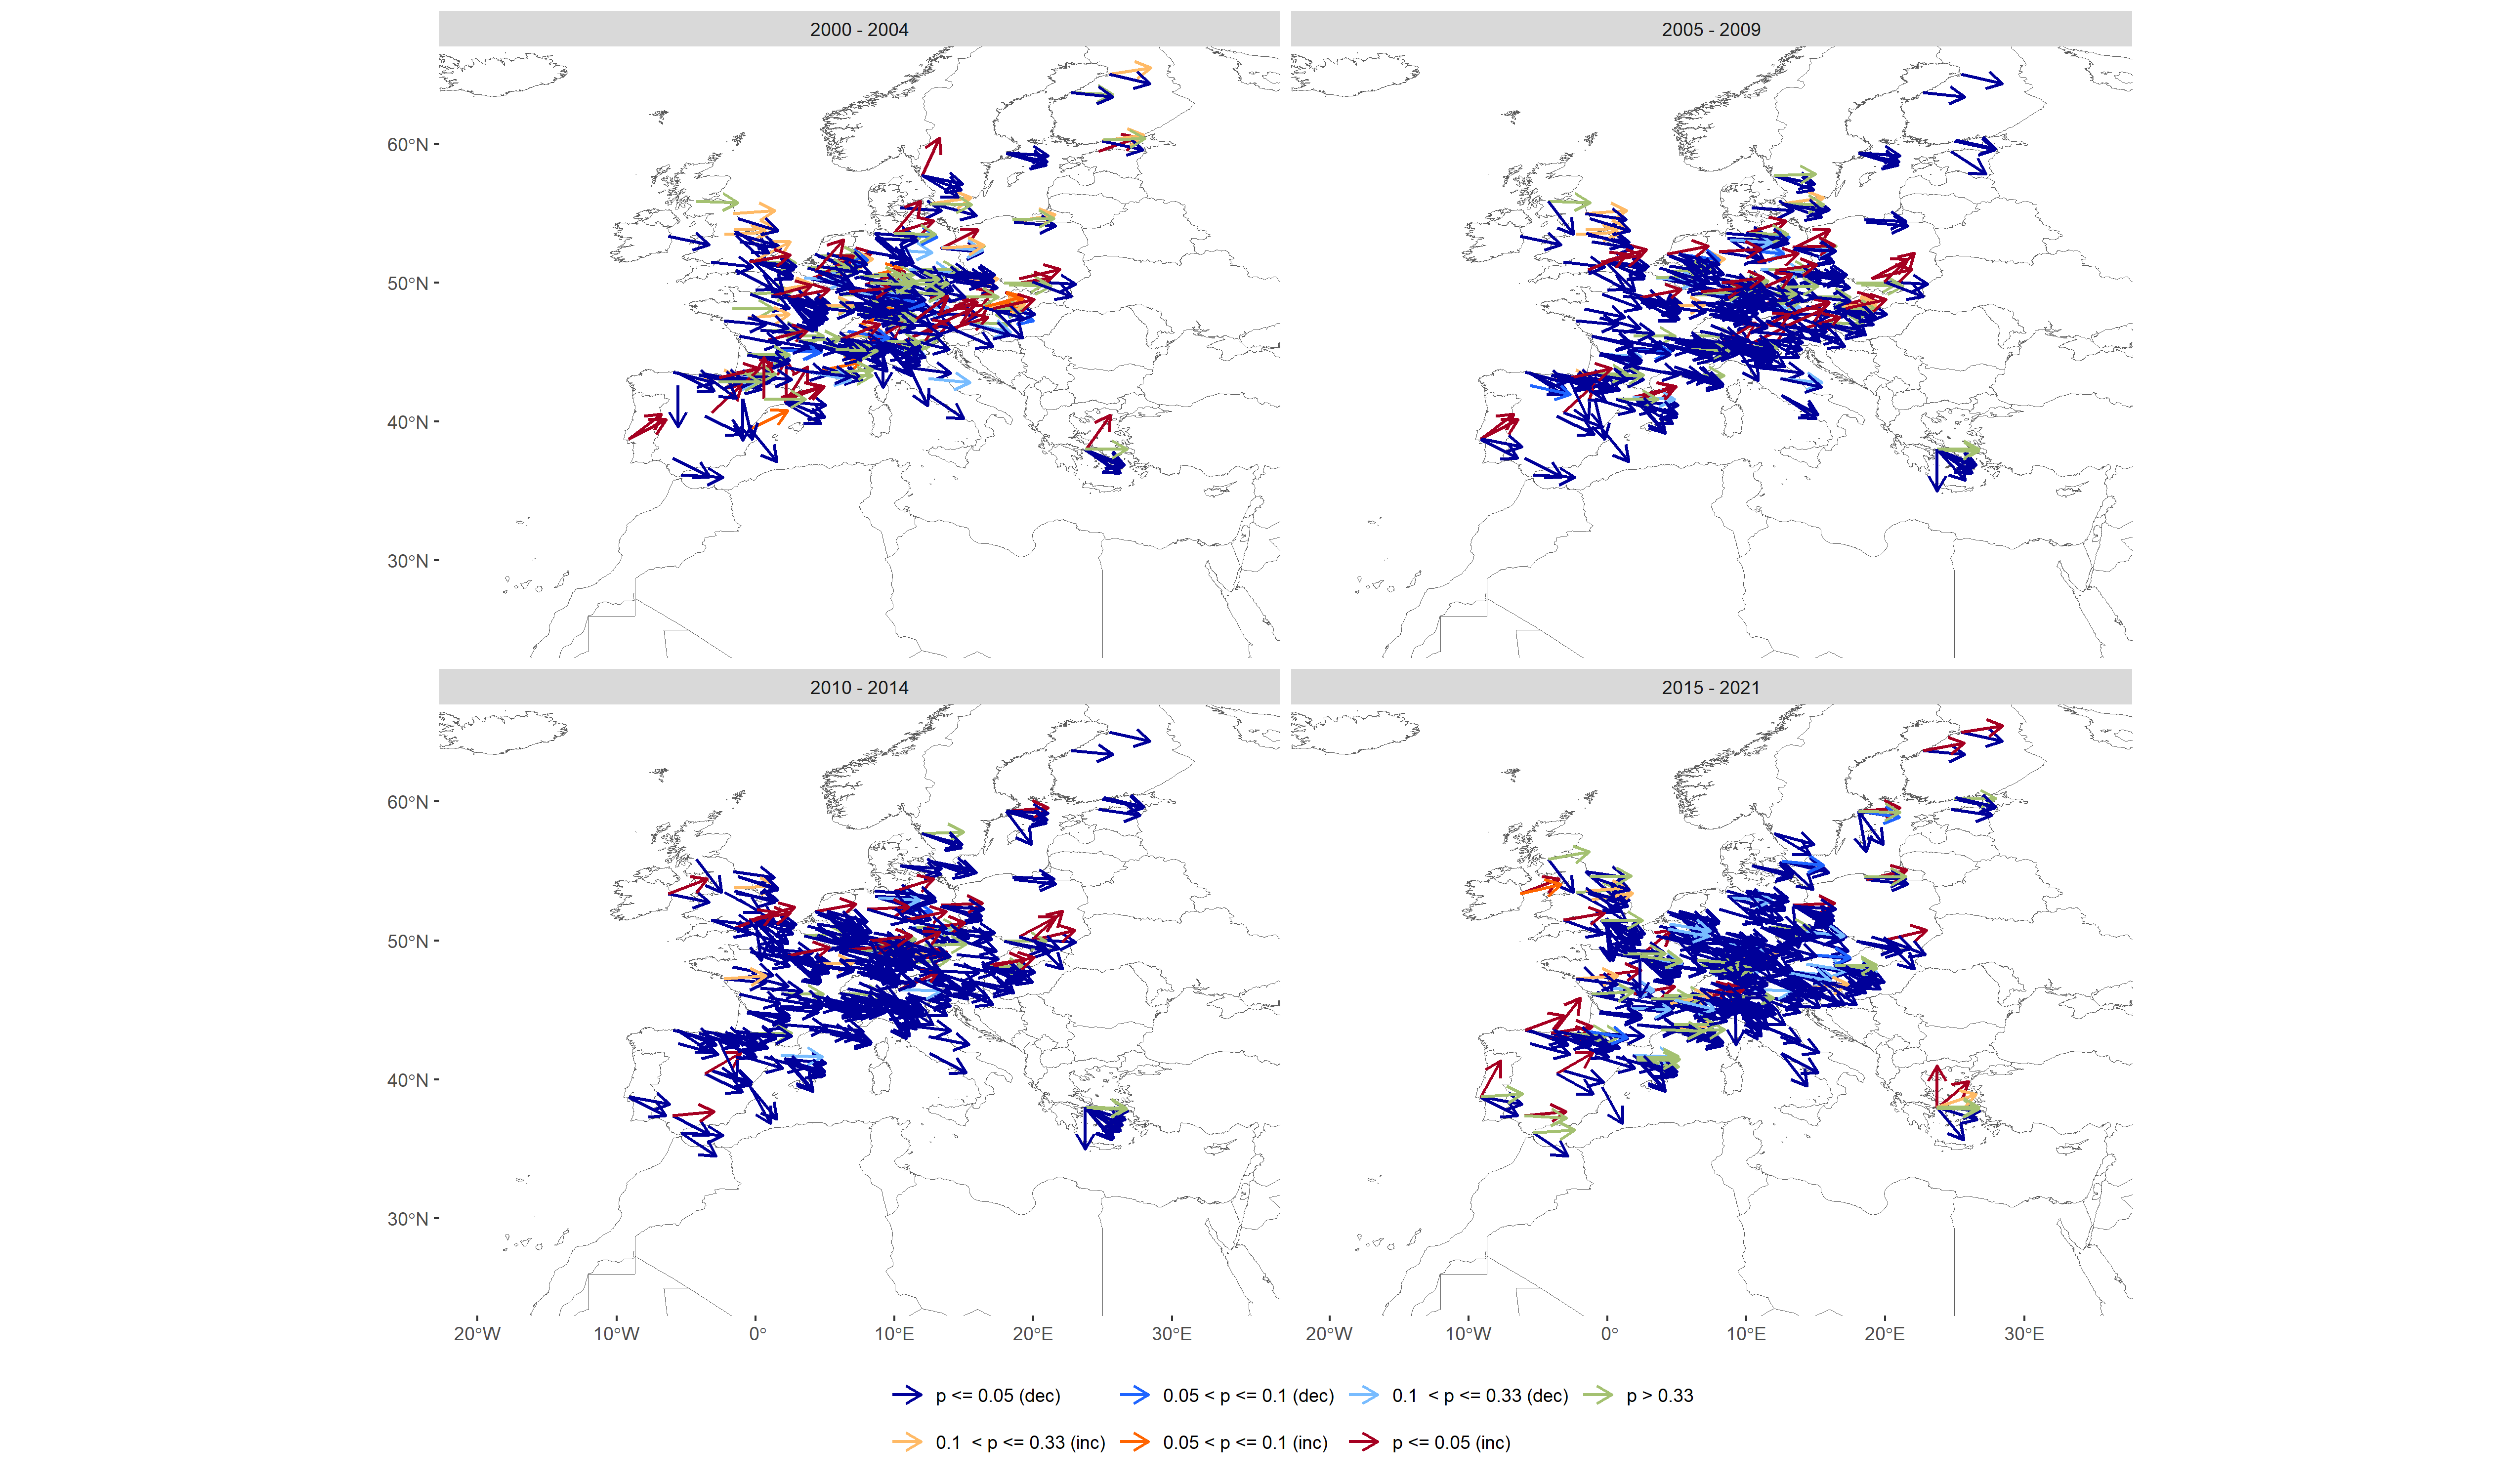 2000 - 2004
2005 - 2009
60°N
50°N
40°N
30°N
2010 - 2014
2015 - 2021
60°N
50°N
40°N
30°N
20°W 10°W 0° 10°E 20°E 30°E 20°W 10°W 0° 10°E 20°E 30°E
p <= 0.05 (dec) 0.05 < p <= 0.1 (dec) 0.1 < p <= 0.33 (dec) p > 0.33
0.1 < p <= 0.33 (inc) 0.05 < p <= 0.1 (inc) p <= 0.05 (inc)